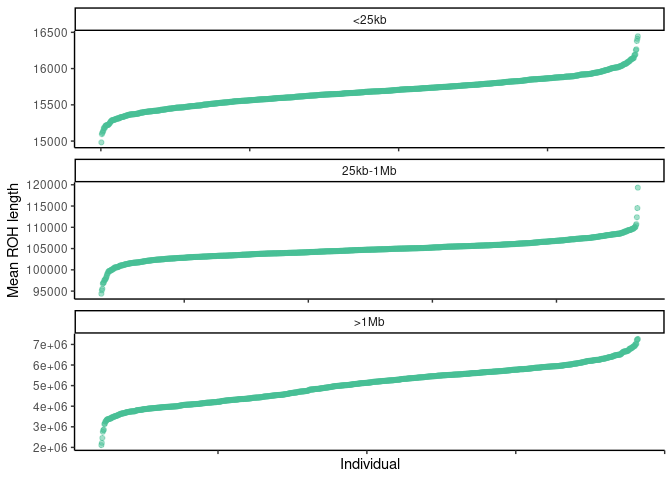 <25kb
16500
16000
15500
15000
25kb-1Mb
120000
115000
110000
105000
100000
95000
>1Mb
7e+06
6e+06
5e+06
4e+06
3e+06
2e+06
Mean ROH length
Individual